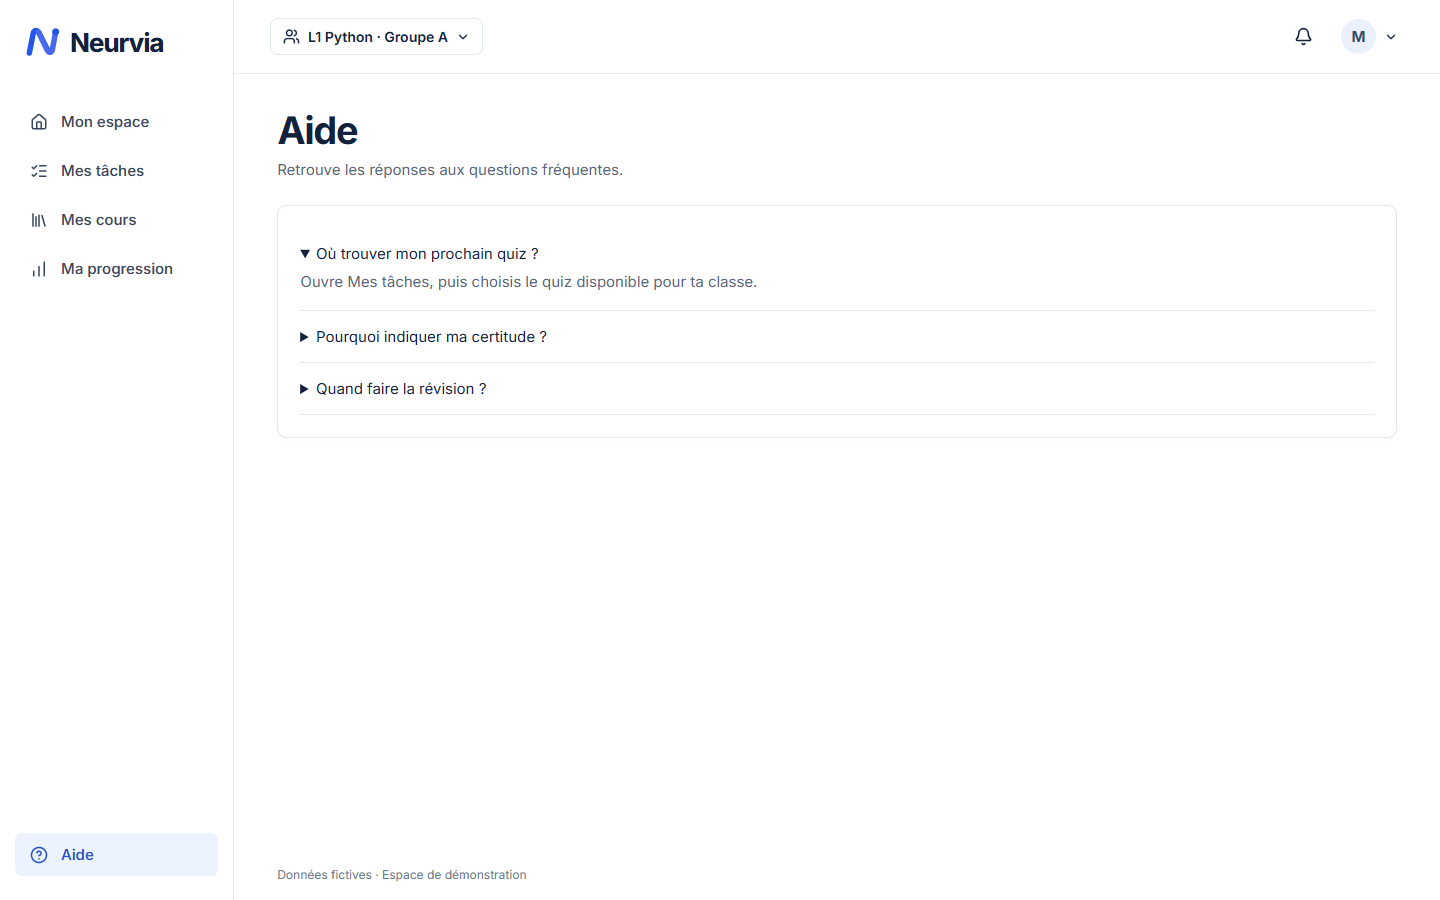 Neurvia
L1 Python · Groupe A
M
Mon espace
Mes tâches
Mes cours
Ma progression
Aide
Aide
Retrouve les réponses aux questions fréquentes.
Où trouver mon prochain quiz ?
Ouvre Mes tâches, puis choisis le quiz disponible pour ta classe.
Pourquoi indiquer ma certitude ?
Quand faire la révision ?
Données fictives · Espace de démonstration